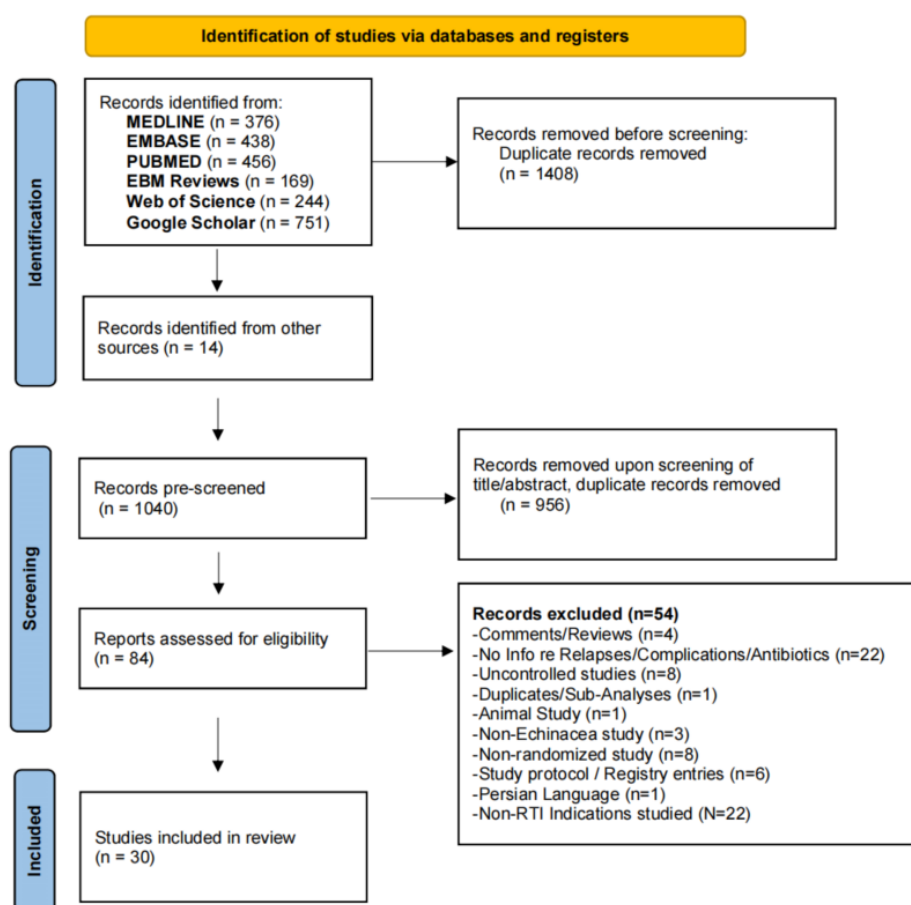 Identification of studies via databases and registers
Identification
Records identified from:
MEDLINE (n = 376)
EMBASE (n = 438)
PUBMED (n = 456)
EBM Reviews (n = 169)
Web of Science (n = 244)
Google Scholar (n = 751)
Records removed before screening:
Duplicate records removed
(n = 1408)
Records identified from other
sources (n = 14)
Screening
Records pre-screened
(n = 1040)
Records removed upon screening of
title/abstract, duplicate records removed
(n = 956)
Reports assessed for eligibility
(n = 84)
Records excluded (n=54)
-Comments/Reviews (n=4)
-No Info re Relapses/Complications/Antibiotics (n=22)
-Uncontrolled studies (n=8)
-Duplicates/Sub-Analyses (n=1)
-Animal Study (n=1)
-Non-Echinacea study (n=3)
-Non-randomized study (n=8)
-Study protocol / Registry entries (n=6)
-Persian Language (n=1)
-Non-RTI Indications studied (N=22)
Included
Studies included in review
(n = 30)